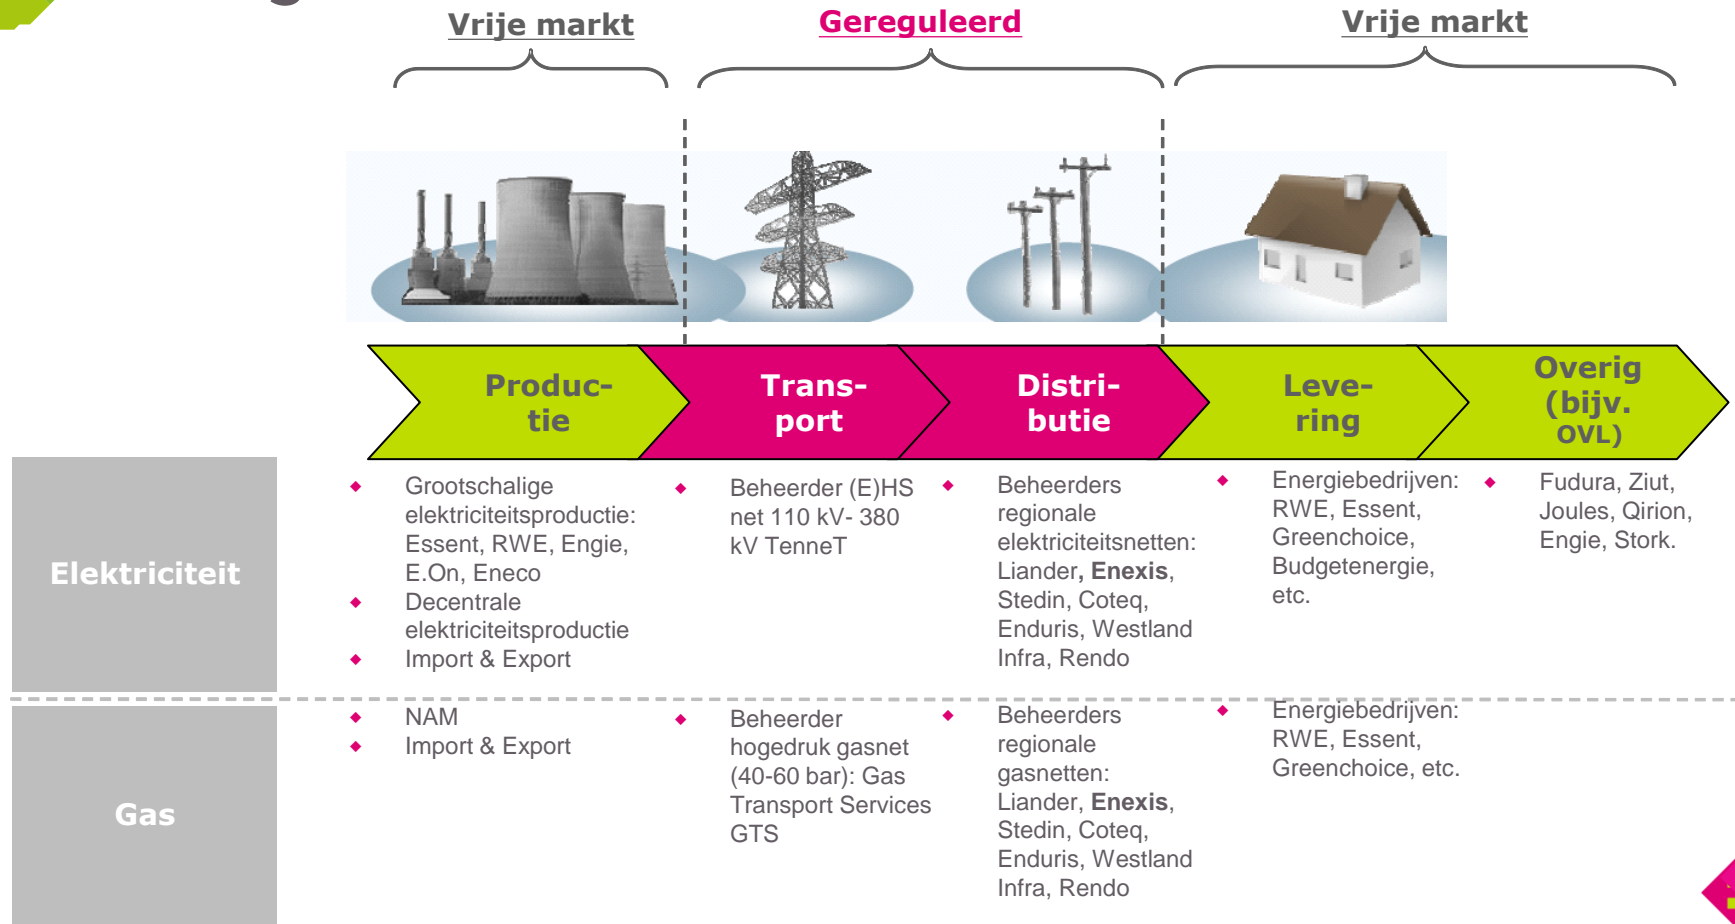 Vrije markt
Gereguleerd
Vrije markt
Produc-
tie
Trans-
port
Distri-
butie
Leve-
ring
Overig
(bijv.
OVL)
Elektriciteit
Grootschalige
elektriciteitsproductie:
Essent, RWE, Engie,
E.On, Eneco
Decentrale
elektriciteitsproductie
Import & Export
Beheerder (E)HS
net 110 kV- 380
kV TenneT
Beheerders
regionale
elektriciteitsnetten:
Liander, Enexis,
Stedin, Coteq,
Enduris, Westland
Infra, Rendo
Energiebedrijven:
RWE, Essent,
Greenchoice,
Budgetenergie,
etc.
Fudura, Ziut,
Joules, Qirion,
Engie, Stork.
Gas
NAM
Import & Export
Beheerder
hogedruk gasnet
(40-60 bar): Gas
Transport Services
GTS
Beheerders
regionale
gasnetten:
Liander, Enexis,
Stedin, Coteq,
Enduris, Westland
Infra, Rendo
Energiebedrijven:
RWE, Essent,
Greenchoice, etc.